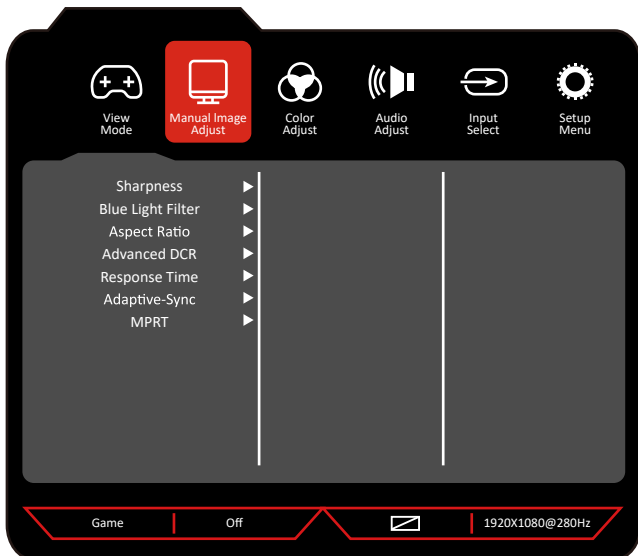 View
Mode
Manual Image
Adjust
Color
Adjust
Audio
Adjust
Input
Select
Setup
Menu
Sharpness
Blue Light Filter
Aspect Ratio
Advanced DCR
Response Time
Adaptive-Sync
MPRT
Game
Off
1920X1080@280Hz